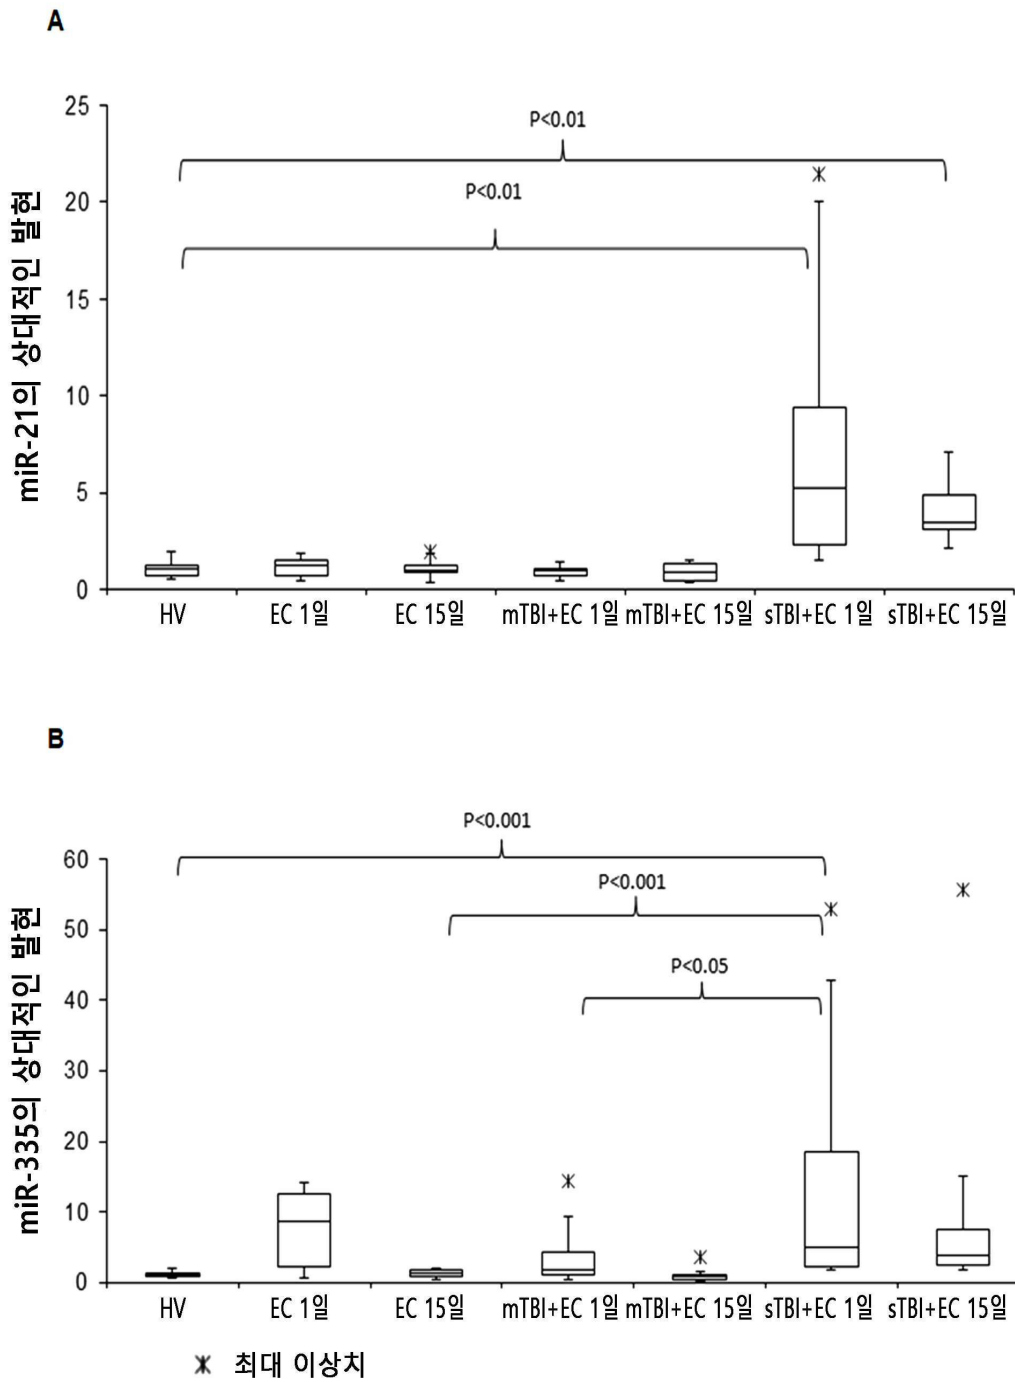 A
P<0.01
P<0.01
miR-21의 상대적인 발현
25
20
15
10
5
0
HV EC 1일 EC 15일 mTBI+EC 1일 mTBI+EC 15일 sTBI+EC 1일 sTBI+EC 15일
B
P<0.001
P<0.001
P<0.05
miR-335의 상대적인 발현
60
50
40
30
20
10
0
HV EC 1일 EC 15일 mTBI+EC 1일 mTBI+EC 15일 sTBI+EC 1일 sTBI+EC 15일
최대 이상치